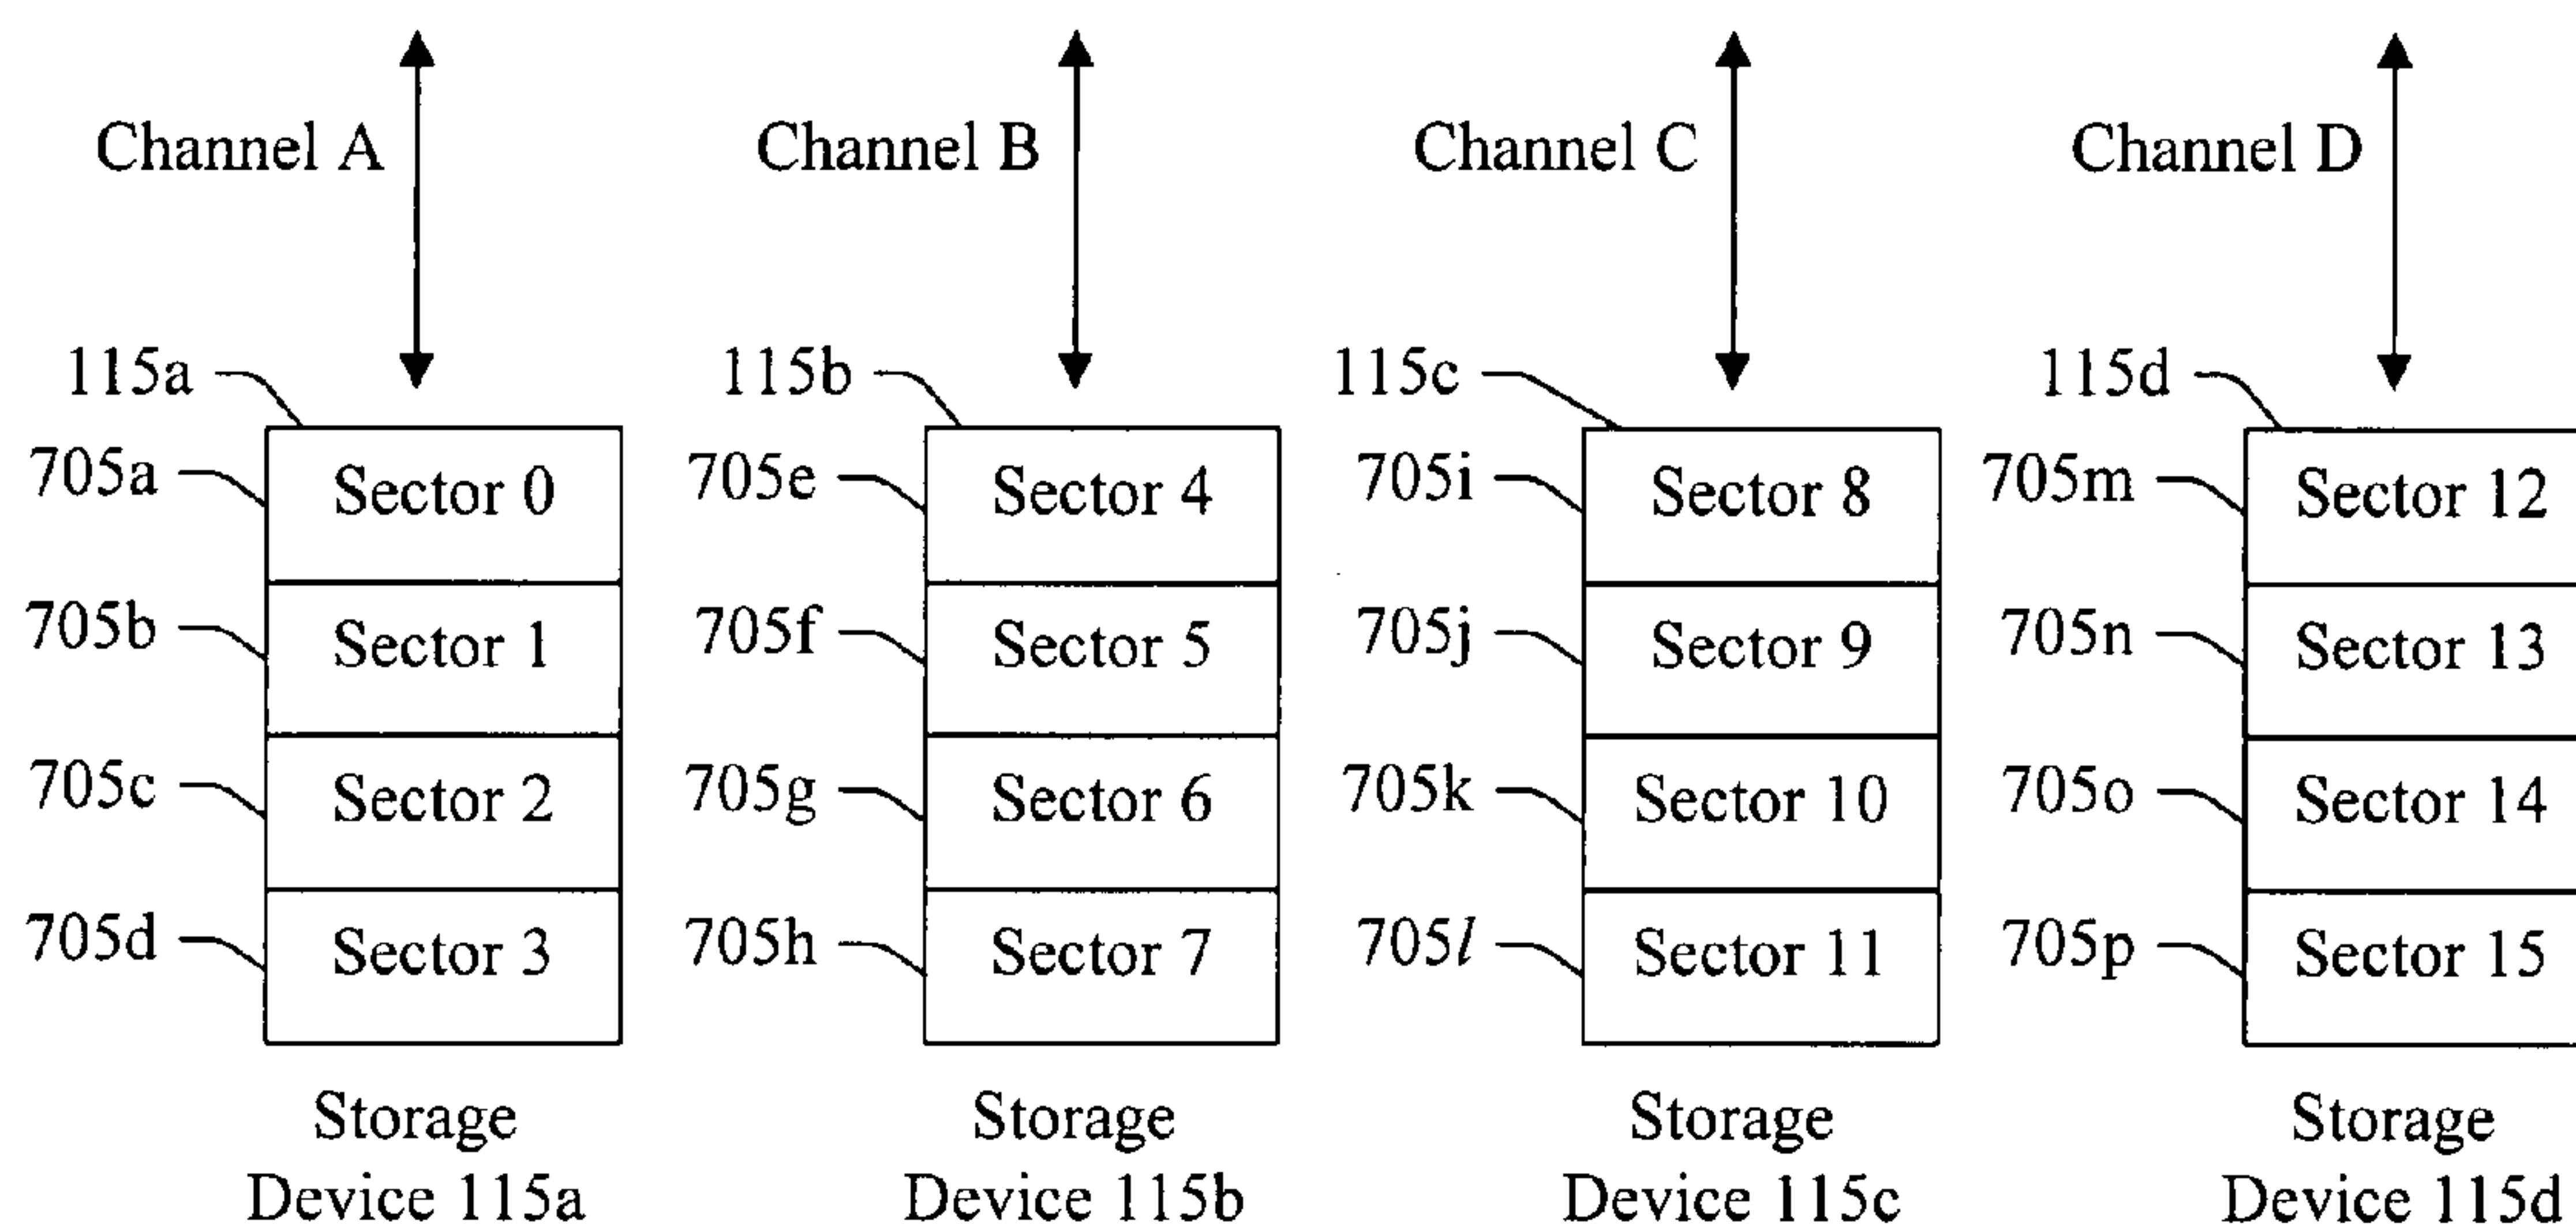 Channel A
Channel B
Channel C
Channel D
115a
115b
115c
115d
705a
Sector 0
705e
Sector 4
705i
Sector 8
705m
Sector 12
705b
Sector 1
705f
Sector 5
705j
Sector 9
705n
Sector 13
705c
Sector 2
705g
Sector 6
705k
Sector 10
705o
Sector 14
705d
Sector 3
705h
Sector 7
705l
Sector 11
705p
Sector 15
Storage
Device 115a
Storage
Device 115b
Storage
Device 115c
Storage
Device 115d